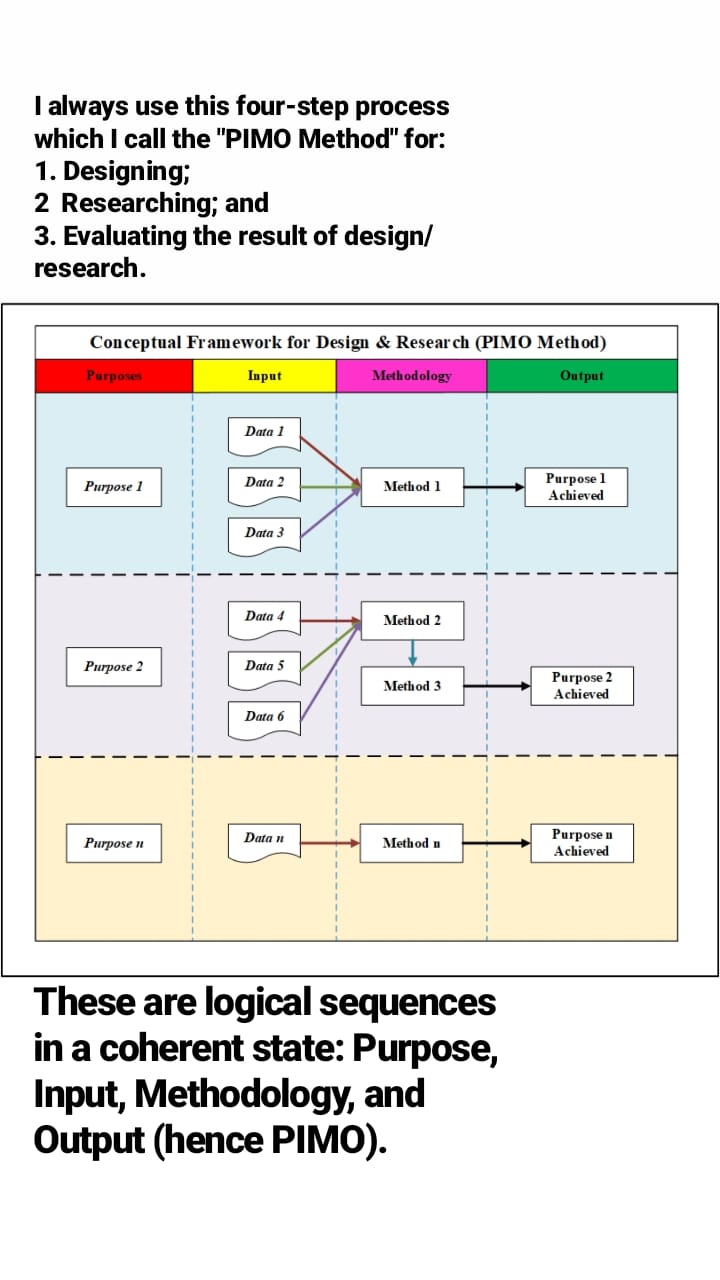 I always use this four-step process
which I call the "PIMO Method" for:
1. Designing;
2 Researching; and
3. Evaluating the result of design/
research.
Conceptual Framework for Design & Research (PIMO Method)
Purposes
Input
Methodology
Output
Data 1
Purpose 1
Data 2
Method 1
Purpose 1
Achieved
Data 3
Data 4
Method 2
Purpose 2
Data 5
Method 3
Purpose 2
Achieved
Data 6
Purpose n
Data n
Method n
Purpose n
Achieved
These are logical sequences
in a coherent state: Purpose,
Input, Methodology, and
Output (hence PIMO).